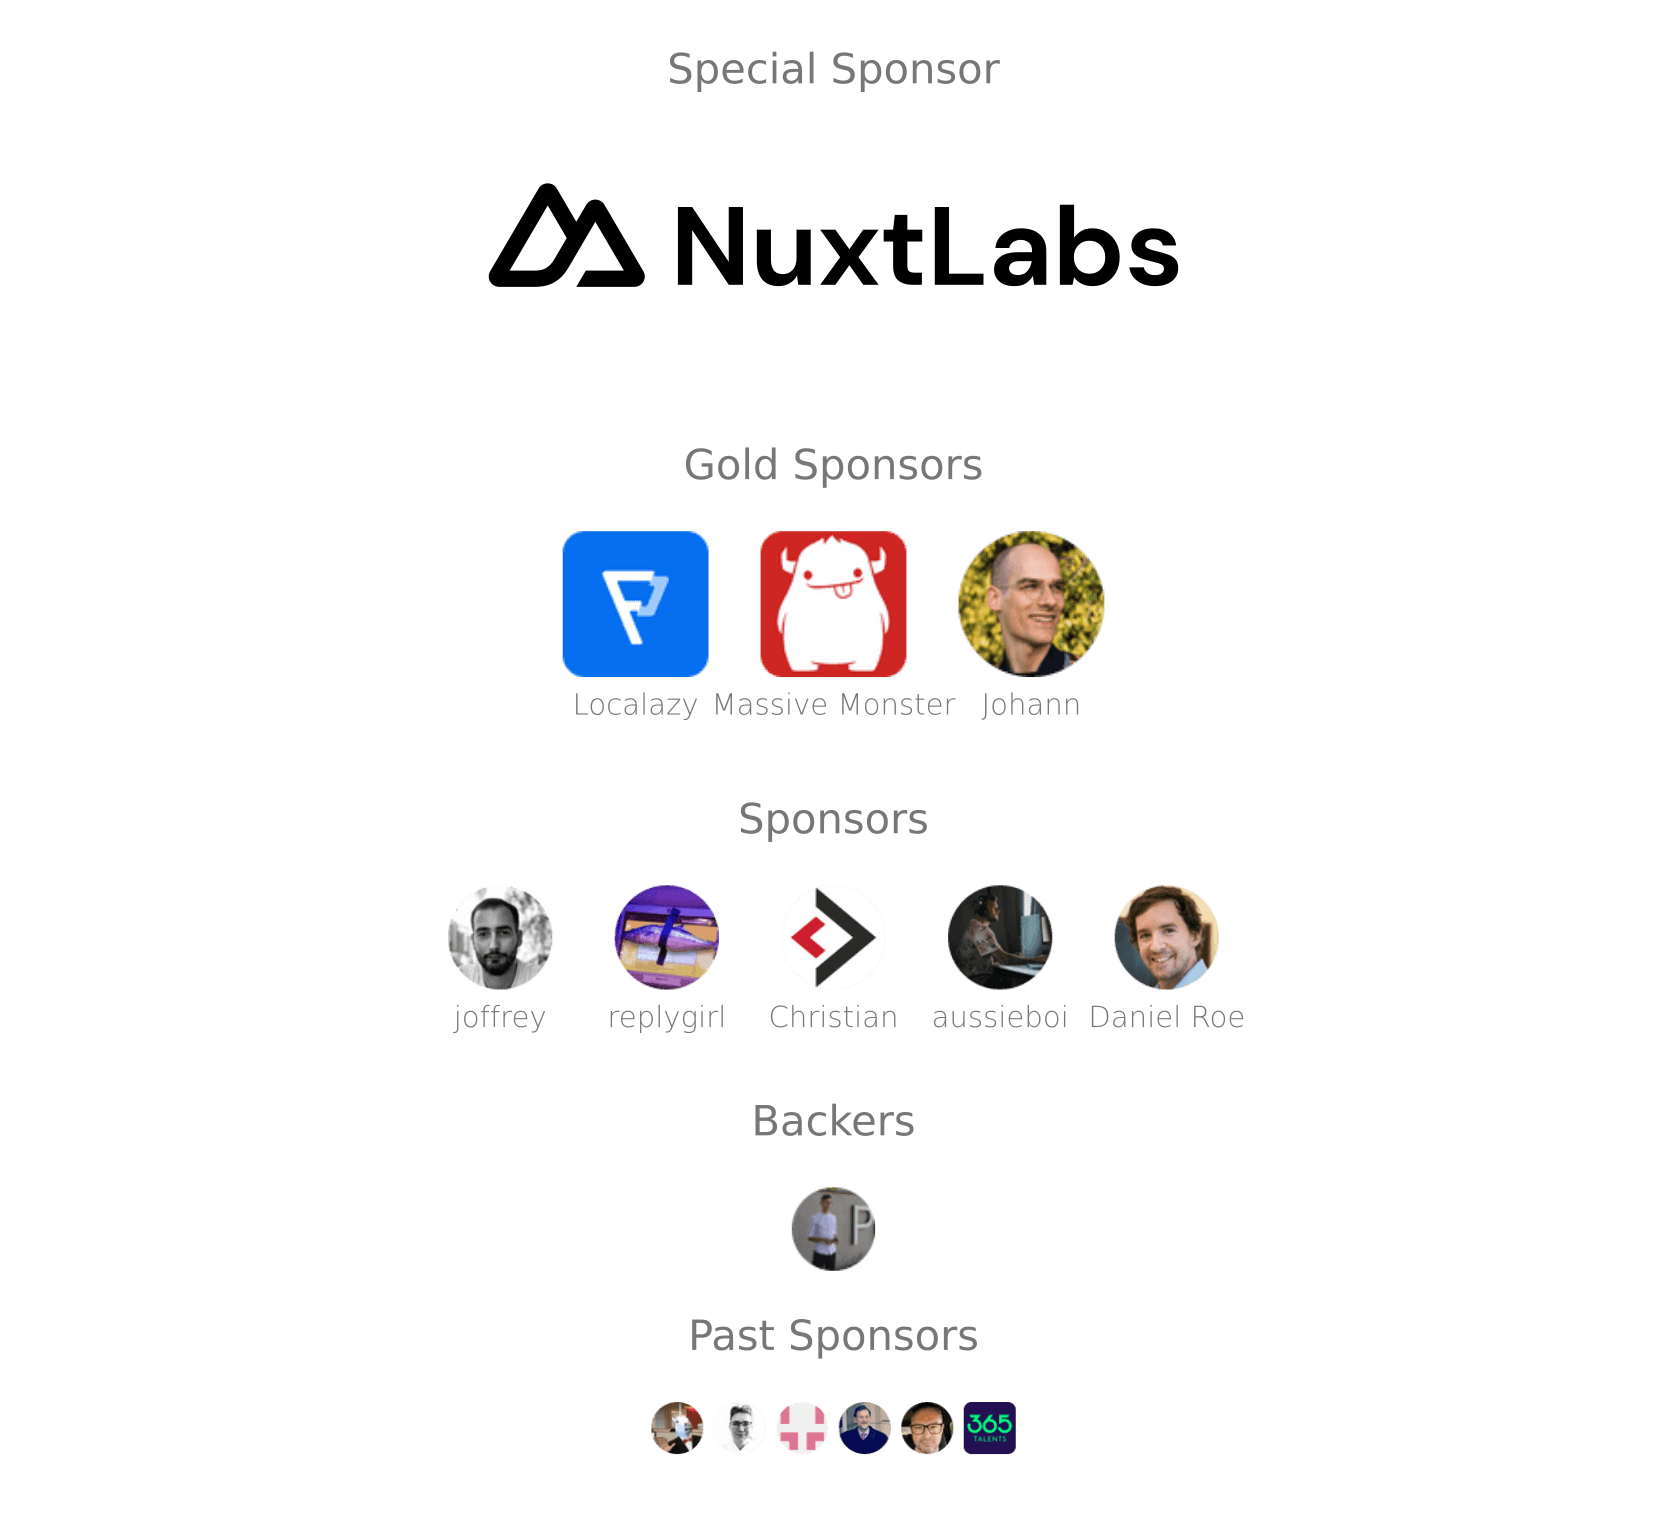 Special Sponsor
NuxtLabs
Gold Sponsors
Localazy Massive Monster Johann
Sponsors
joffrey replygirl Christian aussieboi Daniel Roe
Backers
P
Past Sponsors
365
TALENTS